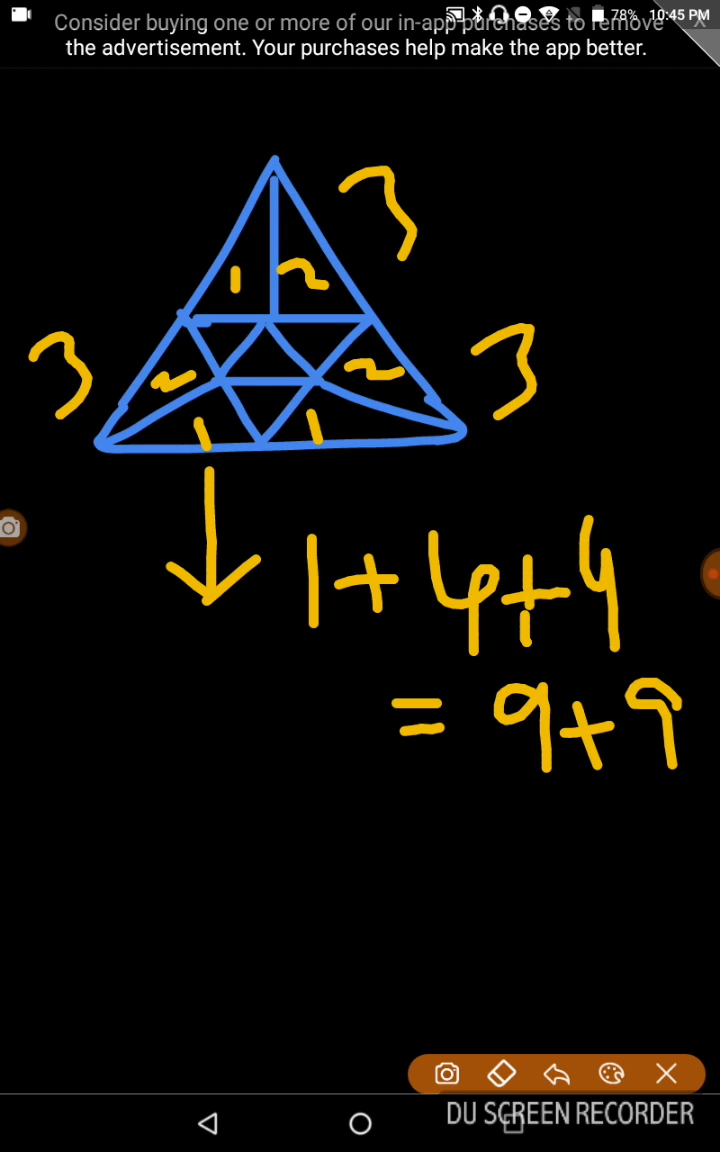 Consider buying one or more of our in-app purchases to remove
78% 10:45 PM
the advertisement. Your purchases help make the app better.
3
1 2
3 2 2 3
1 1
1+4+4
= 9+9
DU SCREEN RECORDER